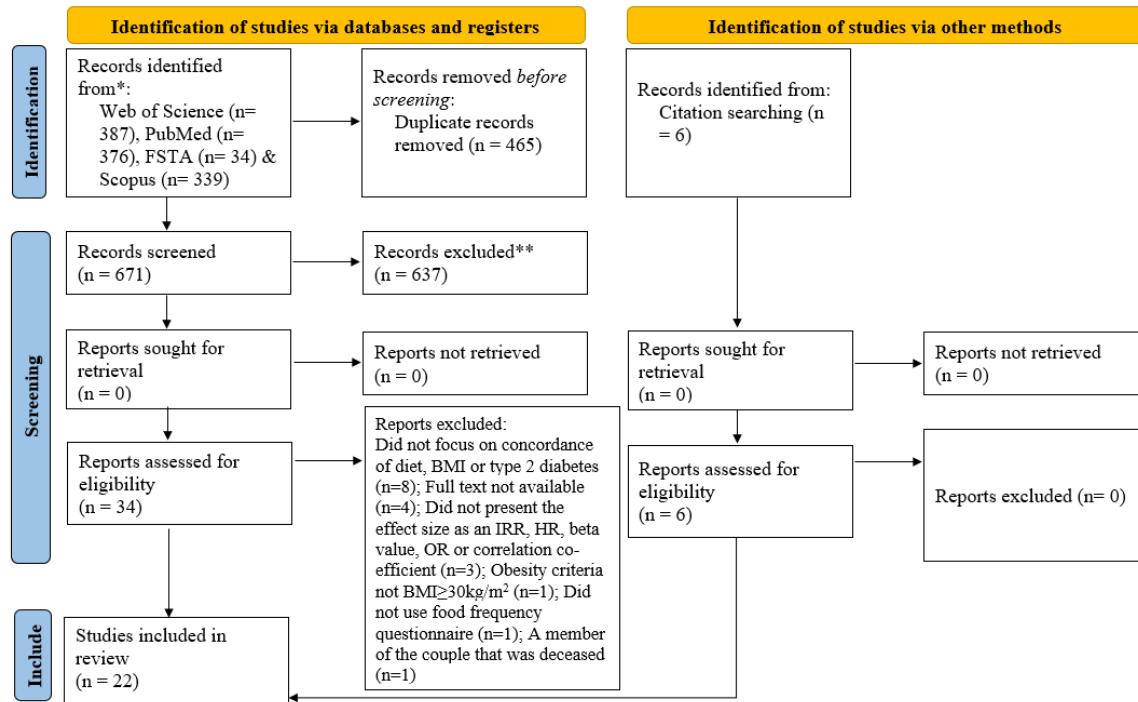 Identification of studies via databases and registers
Identification of studies via other methods
Identification
Records identified
from*:
Web of Science (n=
387), PubMed (n=
376), FSTA (n= 34) &
Scopus (n= 339)
Records removed before
screening:
Duplicate records
removed (n = 465)
Records identified from:
Citation searching (n
= 6)
Screening
Records screened
(n = 671)
Records excluded**
(n = 637)
Reports sought for
retrieval
(n = 0)
Reports not retrieved
(n = 0)
Reports sought for
retrieval
(n = 0)
Reports not retrieved
(n = 0)
Reports assessed for
eligibility
(n = 34)
Reports excluded:
Did not focus on concordance
of diet, BMI or type 2 diabetes
(n=8); Full text not available
(n=4); Did not present the
effect size as an IRR, HR, beta
value, OR or correlation co-
efficient (n=3); Obesity criteria
not BMI≥30kg/m² (n=1); Did
not use food frequency
questionnaire (n=1); A member
of the couple that was deceased
(n=1)
Reports assessed for
eligibility
(n = 6)
Reports excluded (n= 0)
Include
Studies included in
review
(n = 22)